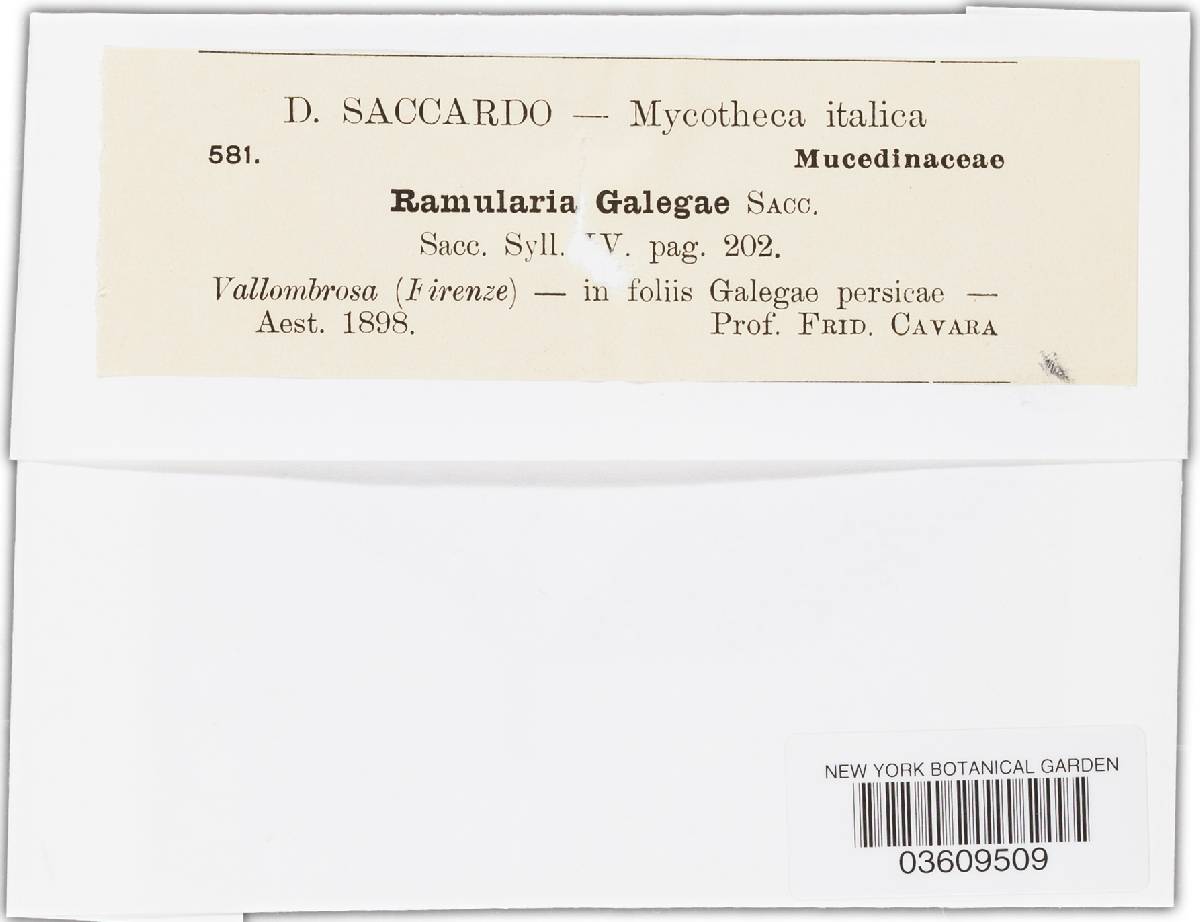 D. SACCARDO — Mycotheca italica
581. Mucedinaceae
Ramularia Galegae SACC.
Sacc. Syll. IV. pag. 202.
Vallombrosa (Firenze) — in foliis Galegae persicae —
Aest. 1898. Prof. FRID. CAVARA
NEW YORK BOTANICAL GARDEN
03609509